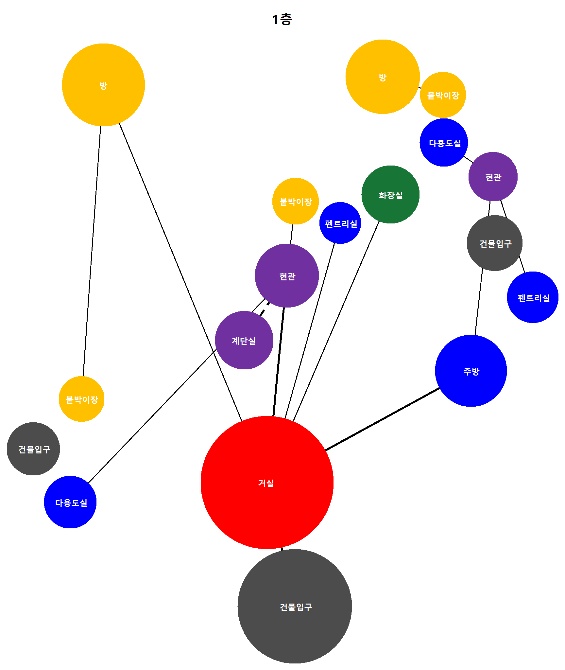 1층
방
방
붙박이장
다용도실
현관
화장실
붙박이장
팬트리실
건물입구
현관
팬트리실
계단실
주방
붙박이장
건물입구
거실
다용도실
건물입구